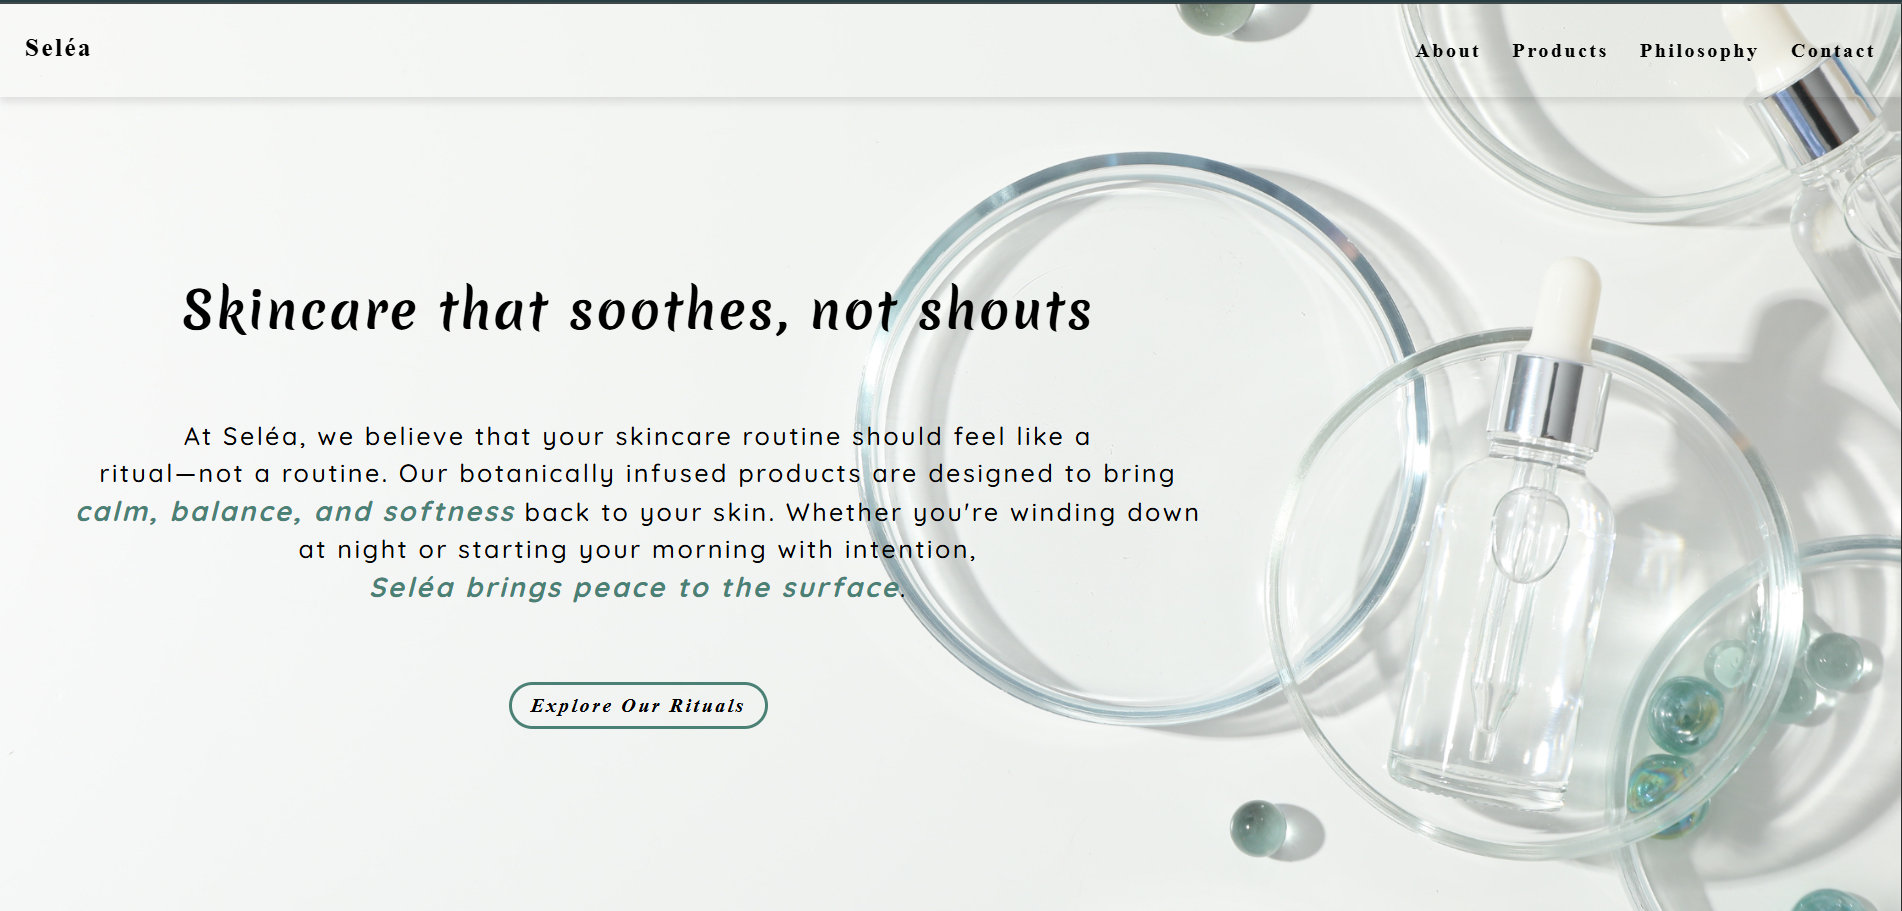 Seléa
About Products Philosophy Contact
Skincare that soothes, not shouts
At Seléa, we believe that your skincare routine should feel like a
ritual—not a routine. Our botanically infused products are designed to bring
calm, balance, and softness back to your skin. Whether you're winding down
at night or starting your morning with intention,
Seléa brings peace to the surface.
Explore Our Rituals